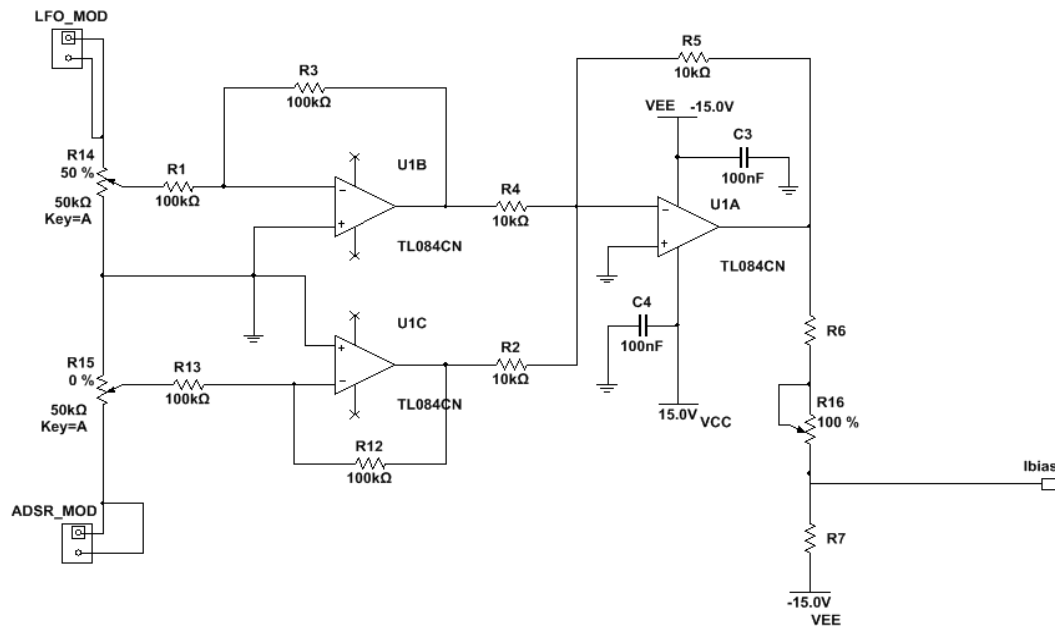 LFO_MOD
R14
50 %
50kΩ
Key=A
R1
100kΩ
R3
100kΩ
U1B
TL084CN
R4
10kΩ
R5
10kΩ
VEE
-15.0V
C3
100nF
U1A
TL084CN
C4
100nF
15.0V
VCC
R15
0 %
50kΩ
Key=A
R13
100kΩ
U1C
TL084CN
R2
10kΩ
R12
100kΩ
ADSR_MOD
R6
R16
100 %
Ibias
R7
-15.0V
VEE
-
+
+
-
-
+